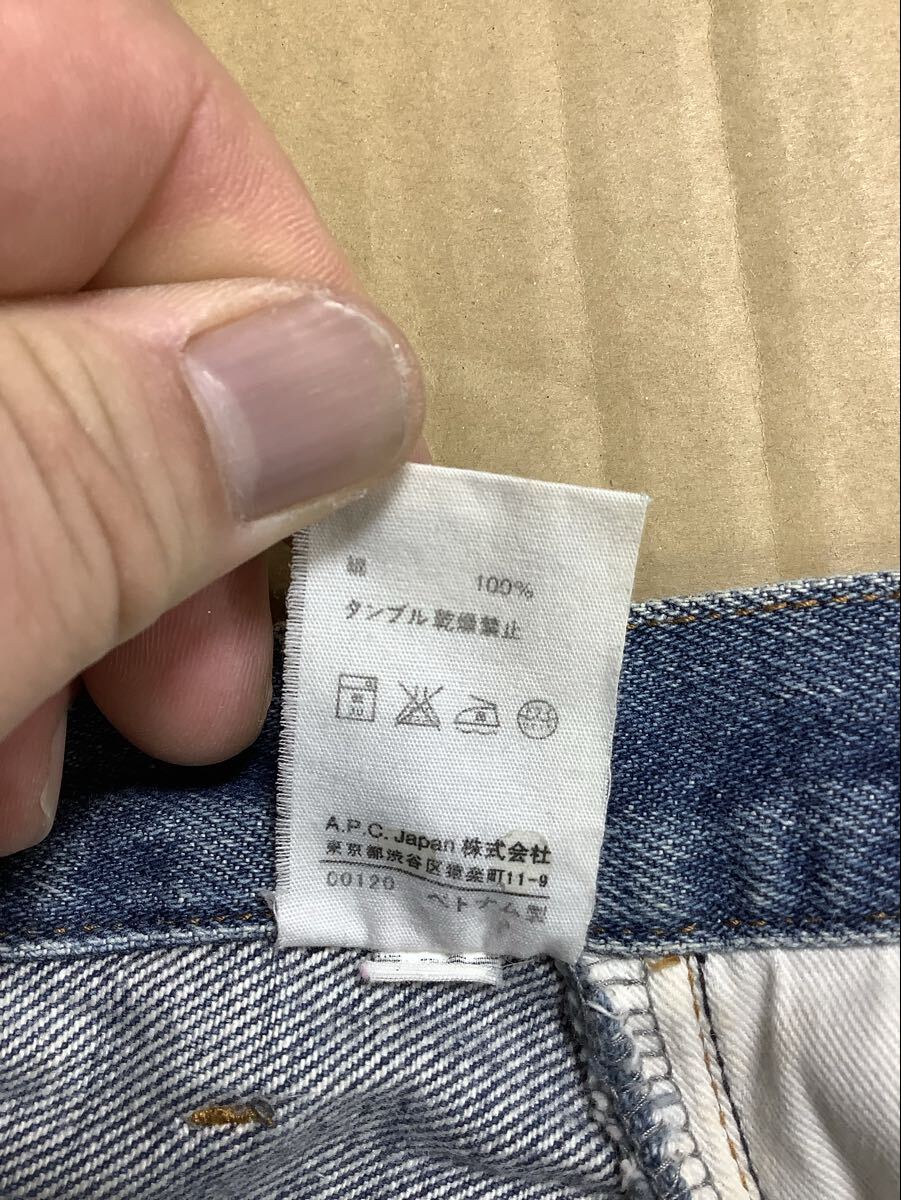 綿 100%
タンブル乾燥禁止
A.P.C. Japan 株式会社
東京都渋谷区猿楽町11-9
00120 ベトナム製